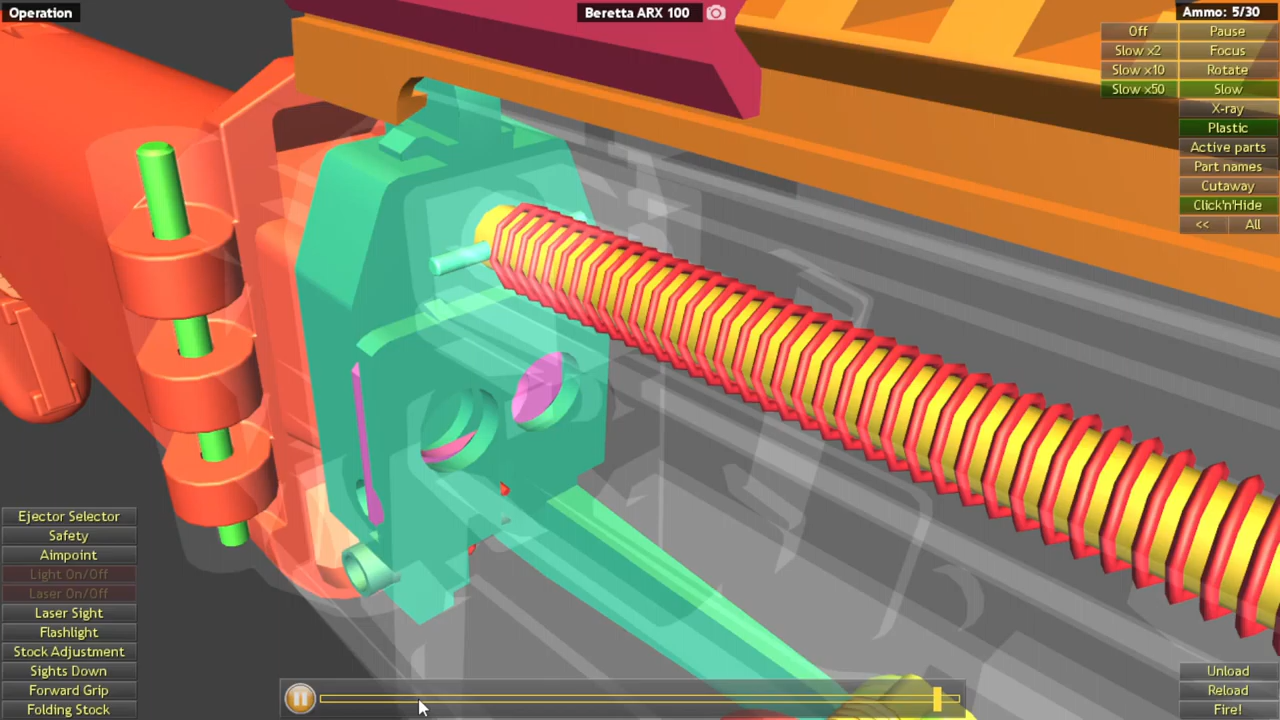 Operation
Beretta ARX 100
Ammo: 5/30
Off
Pause
Slow x2
Focus
Slow x10
Rotate
Slow x50
Slow
X-ray
Plastic
Active parts
Part names
Cutaway
Click'n'Hide
<<
All
Ejector Selector
Safety
Aimpoint
Light On/Off
Laser On/Off
Laser Sight
Flashlight
Stock Adjustment
Sights Down
Forward Grip
Folding Stock
Unload
Reload
Fire!